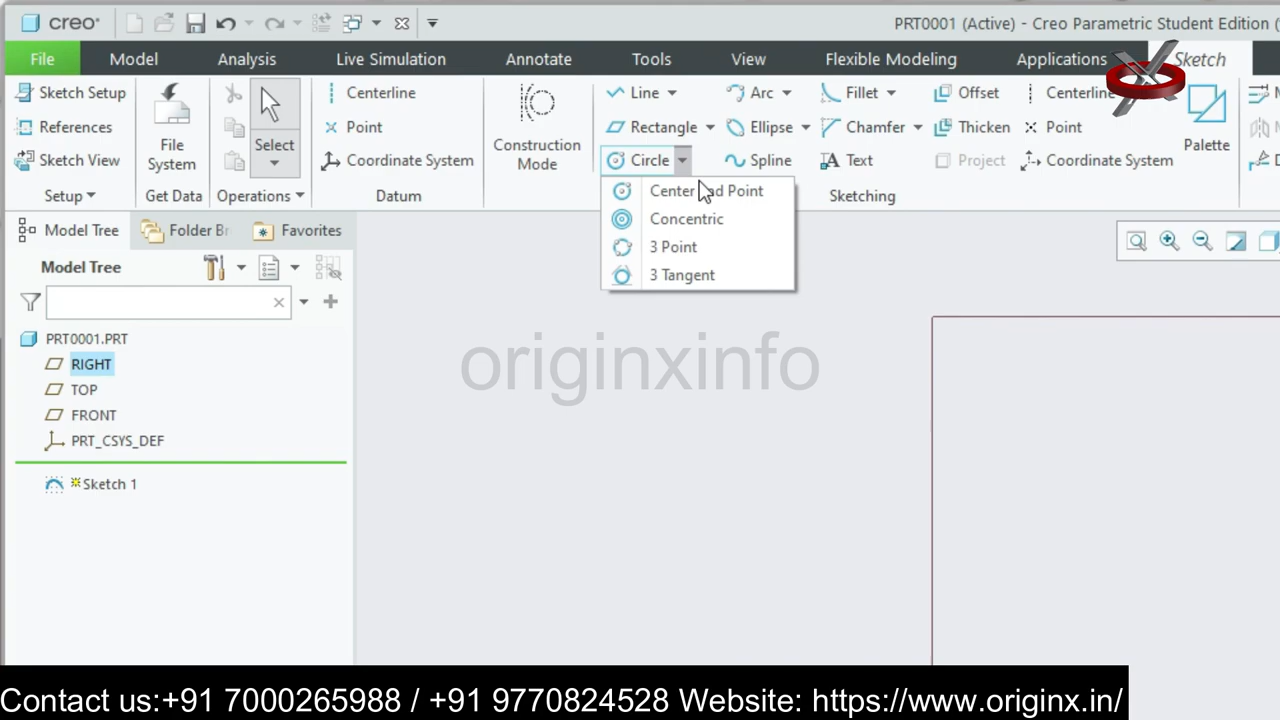 creo®
PRT0001 (Active) - Creo Parametric Student Edition (
File Model Analysis Live Simulation Annotate Tools View Flexible Modeling Applications Sketch
Sketch Setup Centerline Line Arc Fillet Offset Centerline
References Point Rectangle Ellipse Chamfer Thicken Point
Sketch View File System Select Coordinate System Construction Mode Circle Spline Text Project Coordinate System Palette
Setup Get Data Operations Datum Sketching
Center and Point
Concentric
3 Point
3 Tangent
Model Tree Folder Br Favorites
Model Tree
PRT0001.PRT
RIGHT
TOP
FRONT
PRT_CSYS_DEF
Sketch 1
originxinfo
Contact us:+91 7000265988 / +91 9770824528 Website: https://www.originx.in/